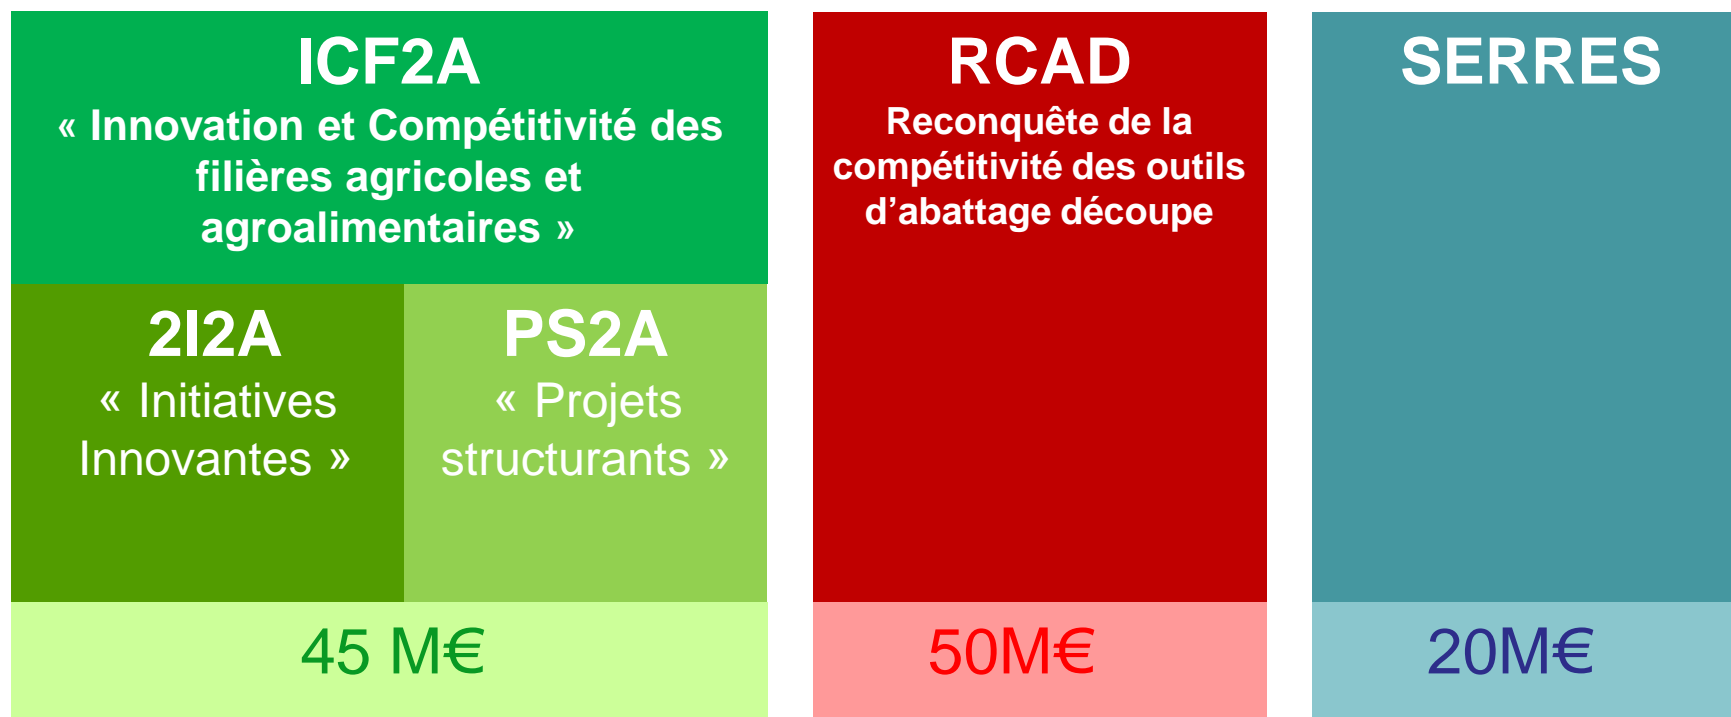 ICF2A
« Innovation et Compétitivité des
filières agricoles et
agroalimentaires »
2I2A
« Initiatives
Innovantes »
PS2A
« Projets
structurants »
45 M€
RCAD
Reconquête de la
compétitivité des outils
d’abattage découpe
50M€
SERRES
20M€